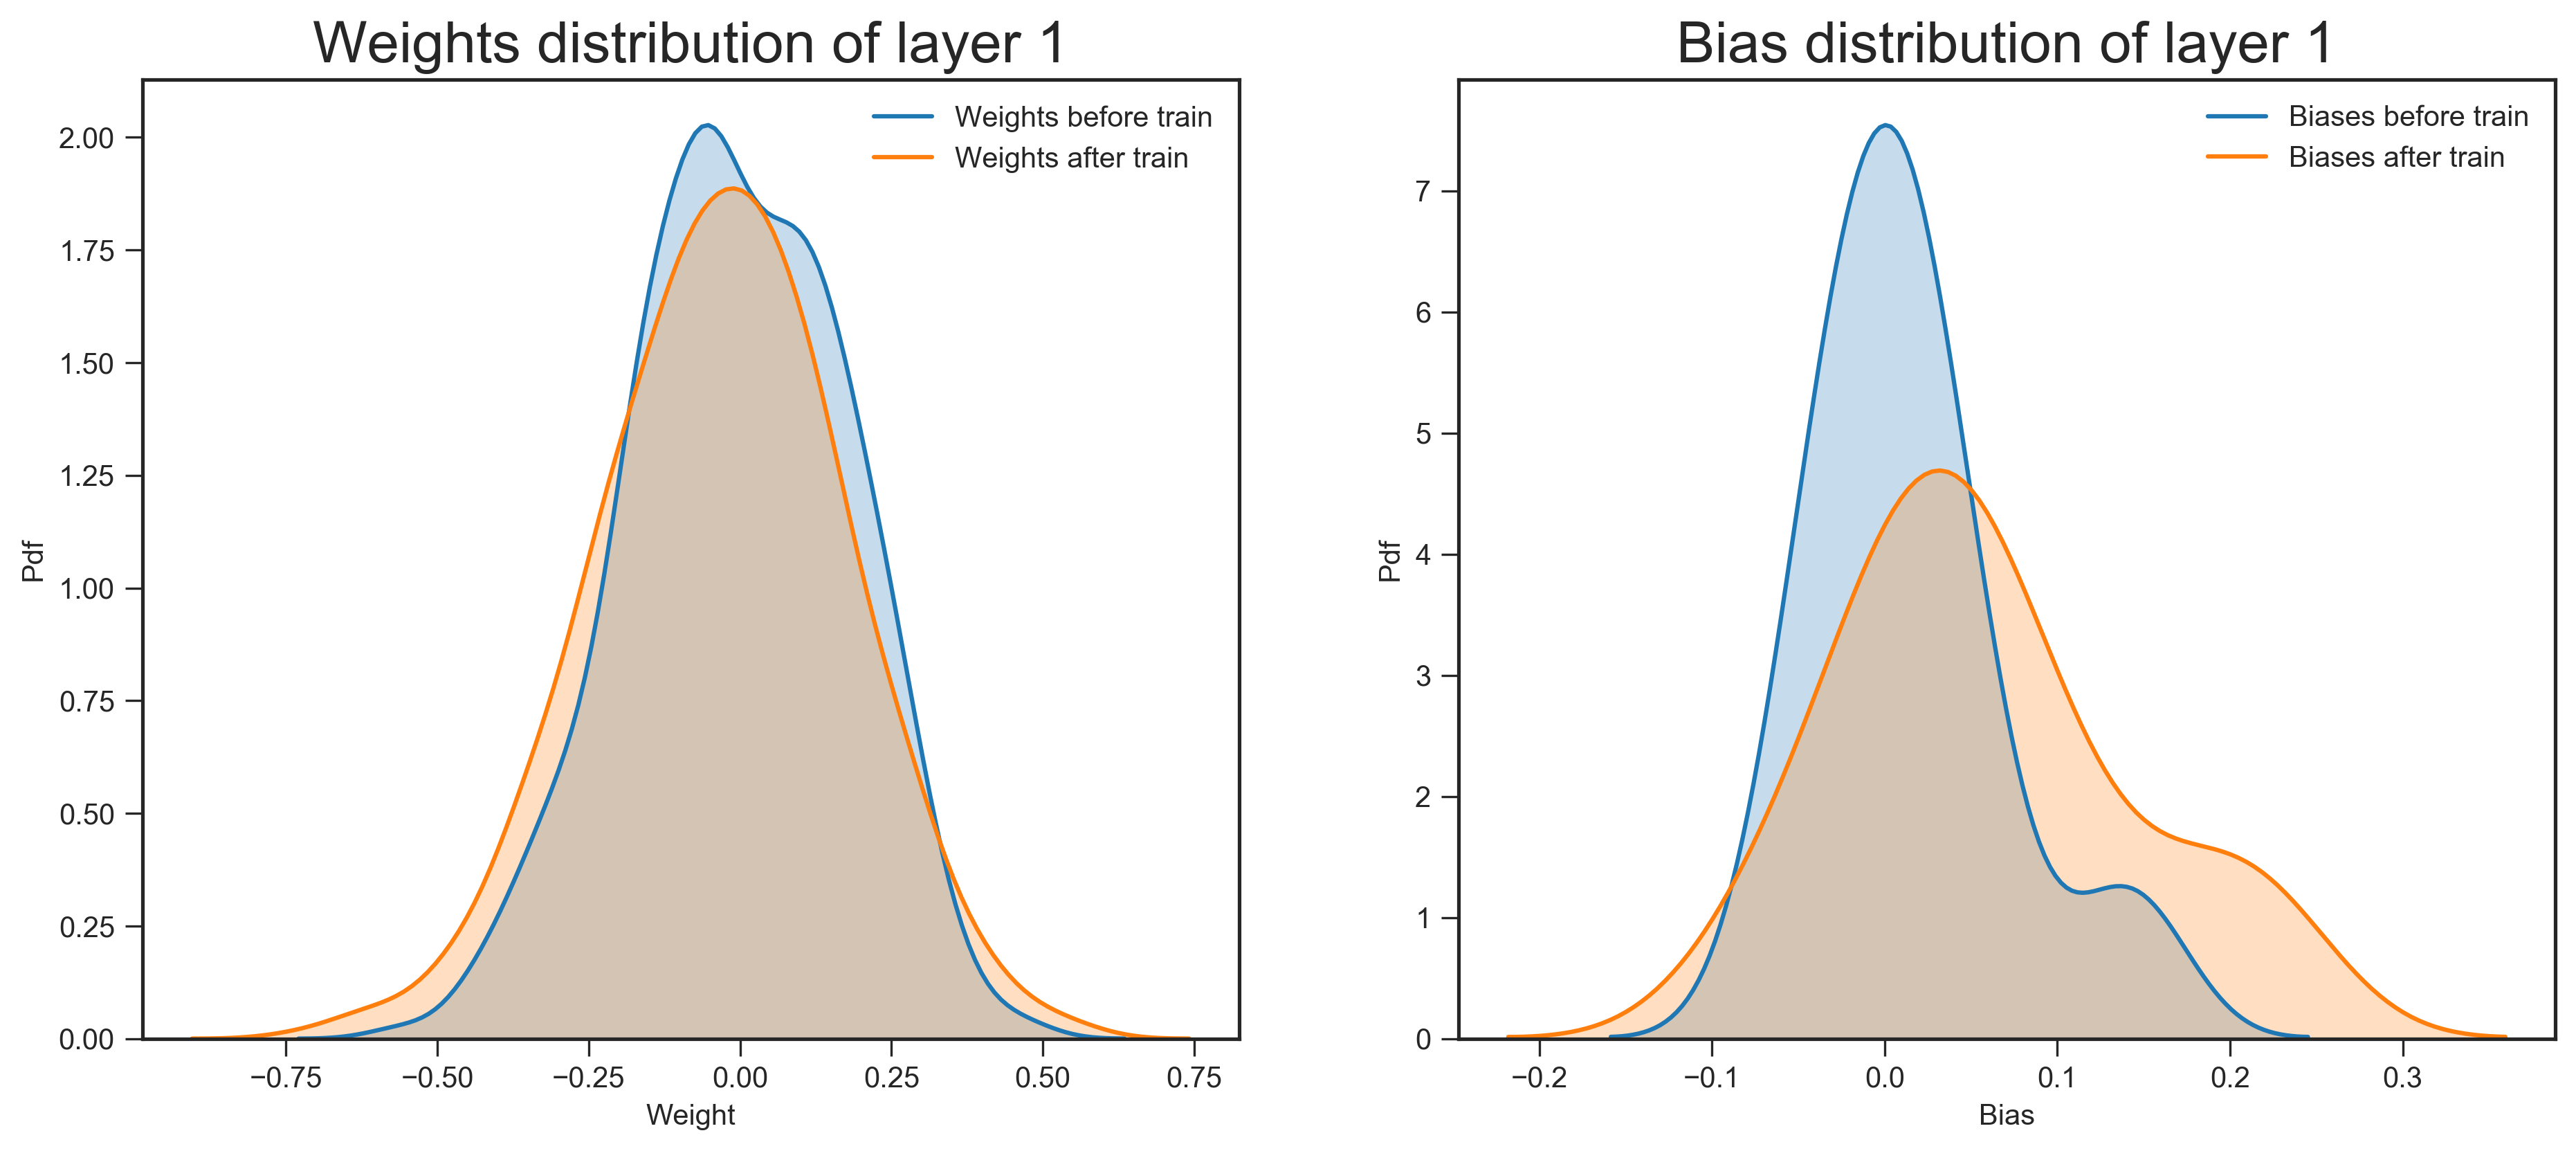 Weights distribution of layer 1
Weights before train
Weights after train
2.00
1.75
1.50
1.25
1.00
0.75
0.50
0.25
0.00
Pdf
−0.75 −0.50 −0.25 0.00 0.25 0.50 0.75
Weight
Bias distribution of layer 1
Biases before train
Biases after train
7
6
5
4
3
2
1
0
Pdf
−0.2 −0.1 0.0 0.1 0.2 0.3
Bias